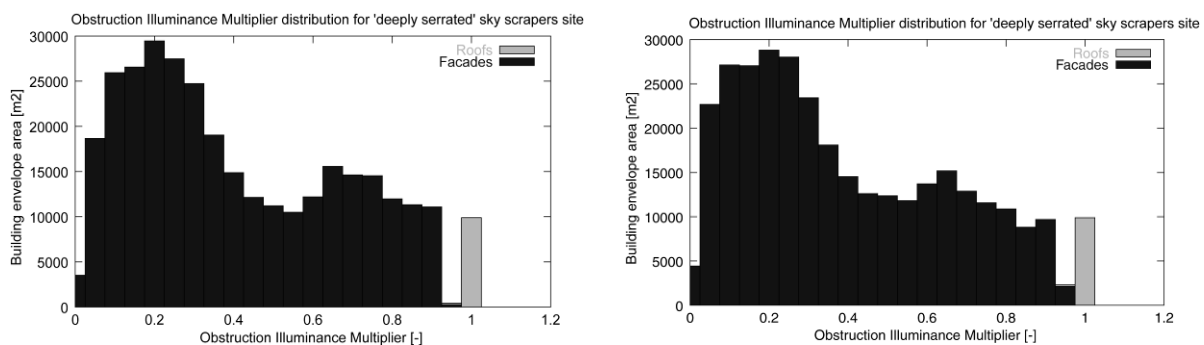 Obstruction Illuminance Multiplier distribution for 'deeply serrated' sky scrapers site
30000
25000
20000
15000
10000
5000
0
Building envelope area [m2]
Roofs
Facades
0 0.2 0.4 0.6 0.8 1 1.2
Obstruction Illuminance Multiplier [-]
Obstruction Illuminance Multiplier distribution for 'deeply serrated' sky scrapers site
30000
25000
20000
15000
10000
5000
0
Building envelope area [m2]
Roofs
Facades
0 0.2 0.4 0.6 0.8 1 1.2
Obstruction Illuminance Multiplier [-]